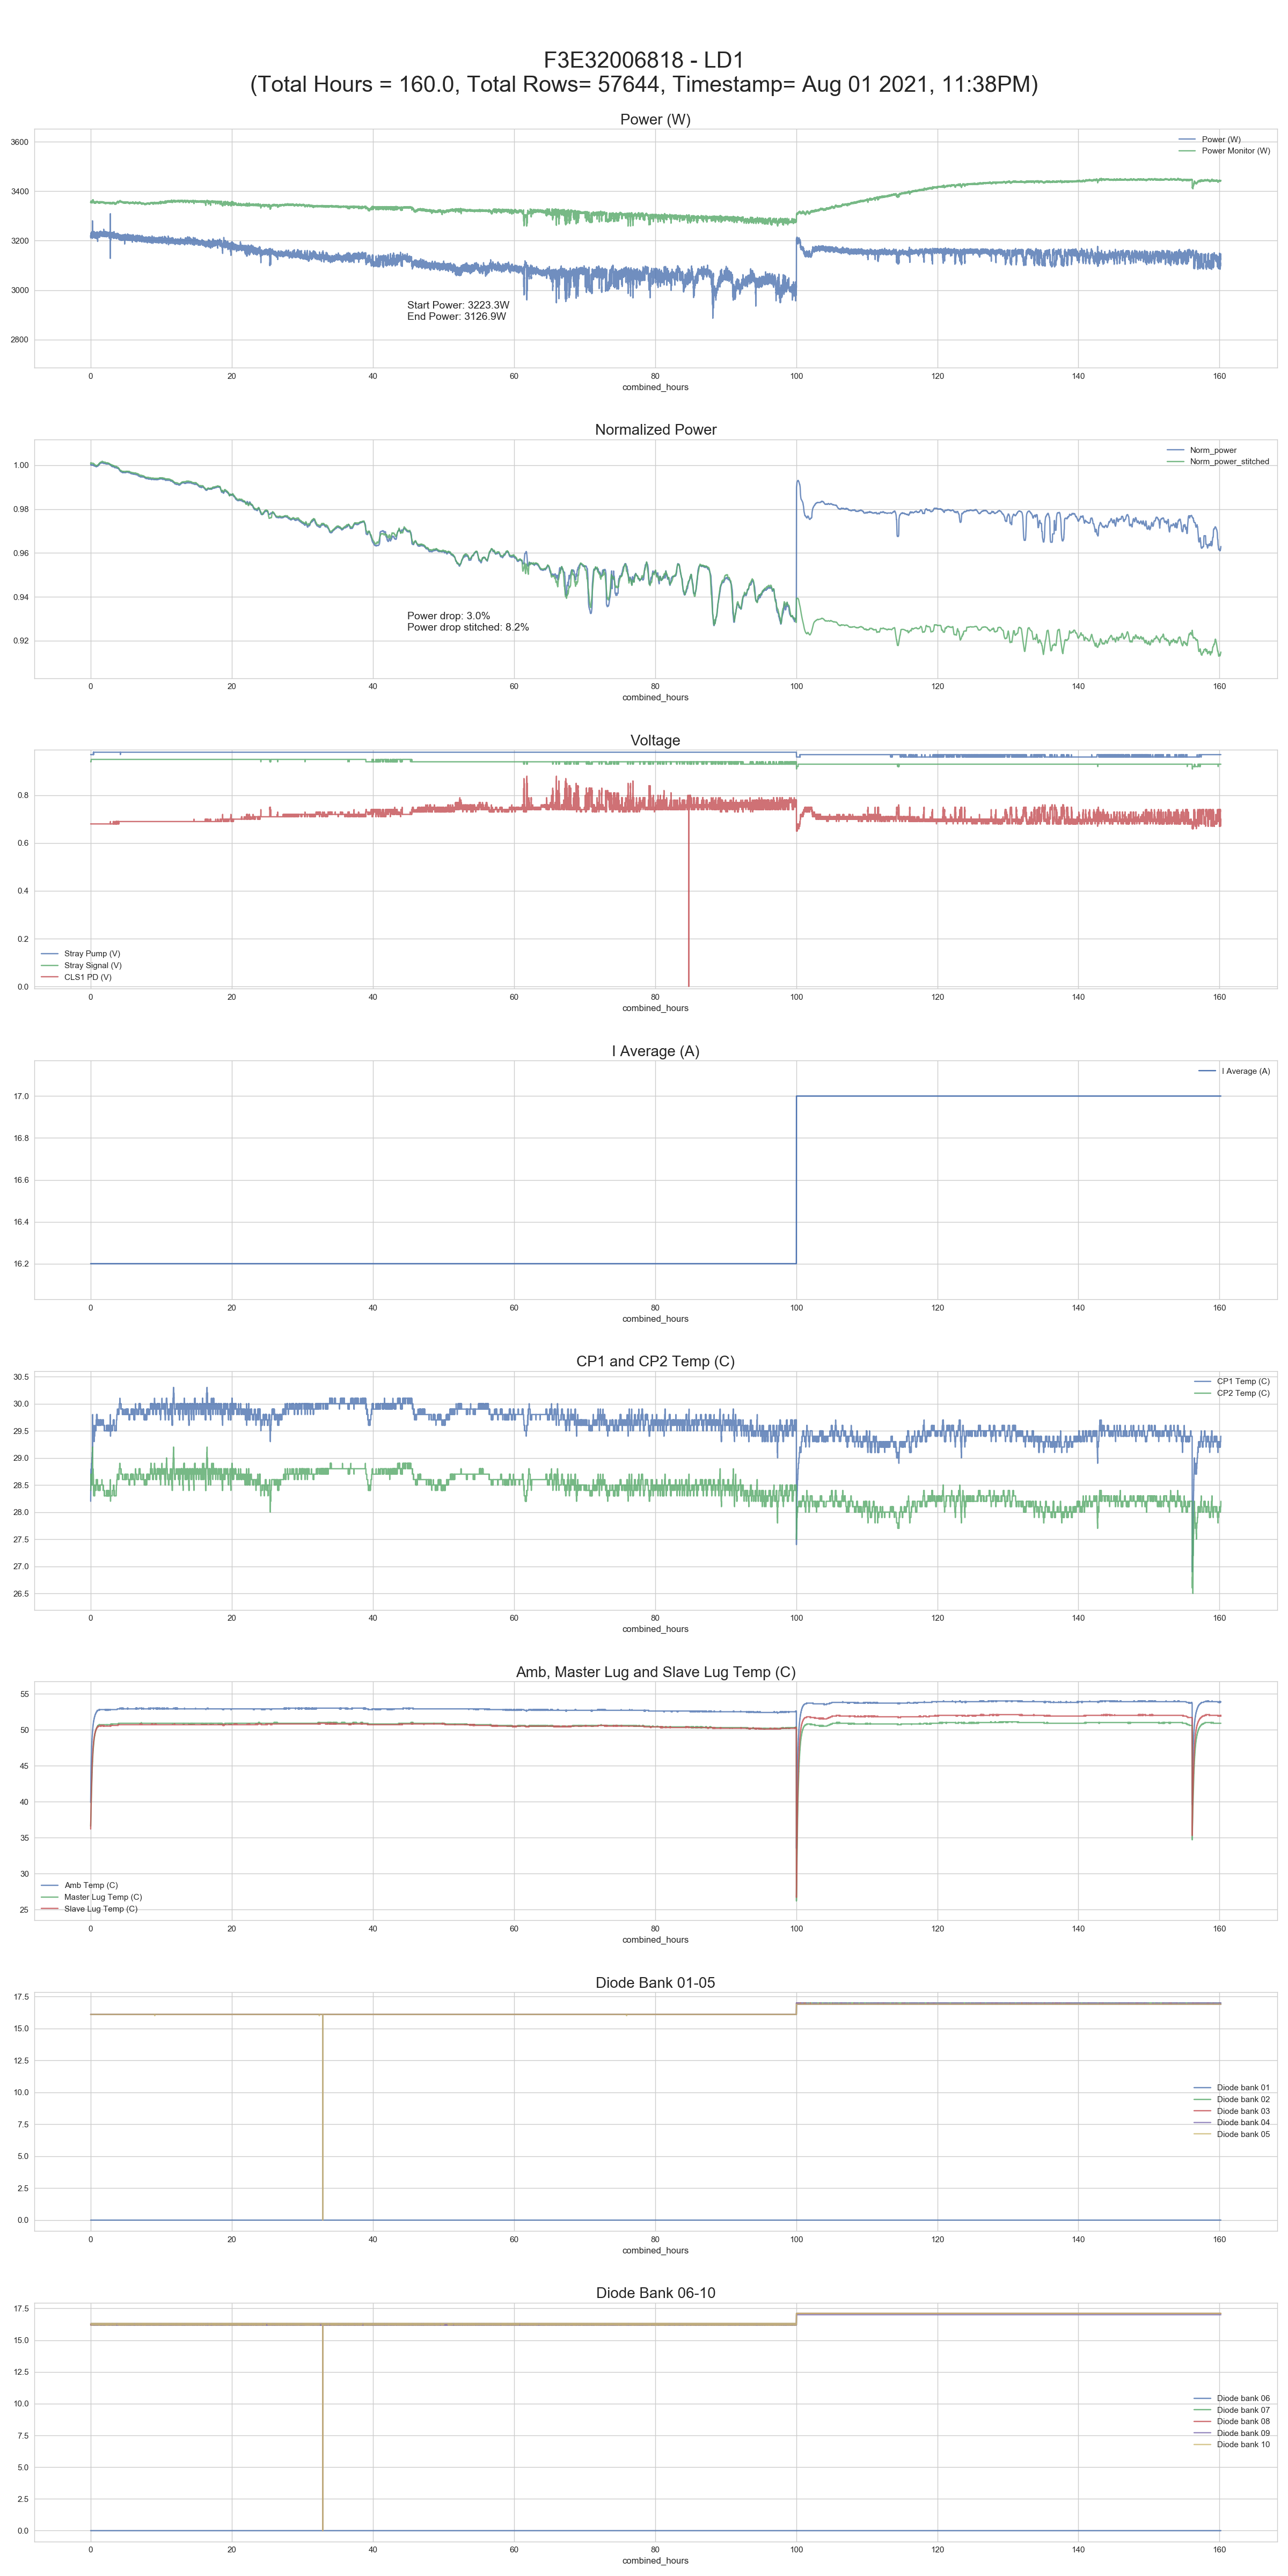 F3E32006818 - LD1
(Total Hours = 160.0, Total Rows= 57644, Timestamp= Aug 01 2021, 11:38PM)
Power (W)
Power (W)
Power Monitor (W)
3600
3400
3200
3000
2800
Start Power: 3223.3W
End Power: 3126.9W
0 20 40 60 80 100 120 140 160
combined_hours
Normalized Power
Norm_power
Norm_power_stitched
1.00
0.98
0.96
0.94
0.92
Power drop: 3.0%
Power drop stitched: 8.2%
0 20 40 60 80 100 120 140 160
combined_hours
Voltage
0.8
0.6
0.4
0.2
0.0
Stray Pump (V)
Stray Signal (V)
CLS1 PD (V)
0 20 40 60 80 100 120 140 160
combined_hours
I Average (A)
I Average (A)
17.0
16.8
16.6
16.4
16.2
0 20 40 60 80 100 120 140 160
combined_hours
CP1 and CP2 Temp (C)
CP1 Temp (C)
CP2 Temp (C)
30.5
30.0
29.5
29.0
28.5
28.0
27.5
27.0
26.5
0 20 40 60 80 100 120 140 160
combined_hours
Amb, Master Lug and Slave Lug Temp (C)
55
50
45
40
35
30
25
Amb Temp (C)
Master Lug Temp (C)
Slave Lug Temp (C)
0 20 40 60 80 100 120 140 160
combined_hours
Diode Bank 01-05
17.5
15.0
12.5
10.0
7.5
5.0
2.5
0.0
Diode bank 01
Diode bank 02
Diode bank 03
Diode bank 04
Diode bank 05
0 20 40 60 80 100 120 140 160
combined_hours
Diode Bank 06-10
17.5
15.0
12.5
10.0
7.5
5.0
2.5
0.0
Diode bank 06
Diode bank 07
Diode bank 08
Diode bank 09
Diode bank 10
0 20 40 60 80 100 120 140 160
combined_hours